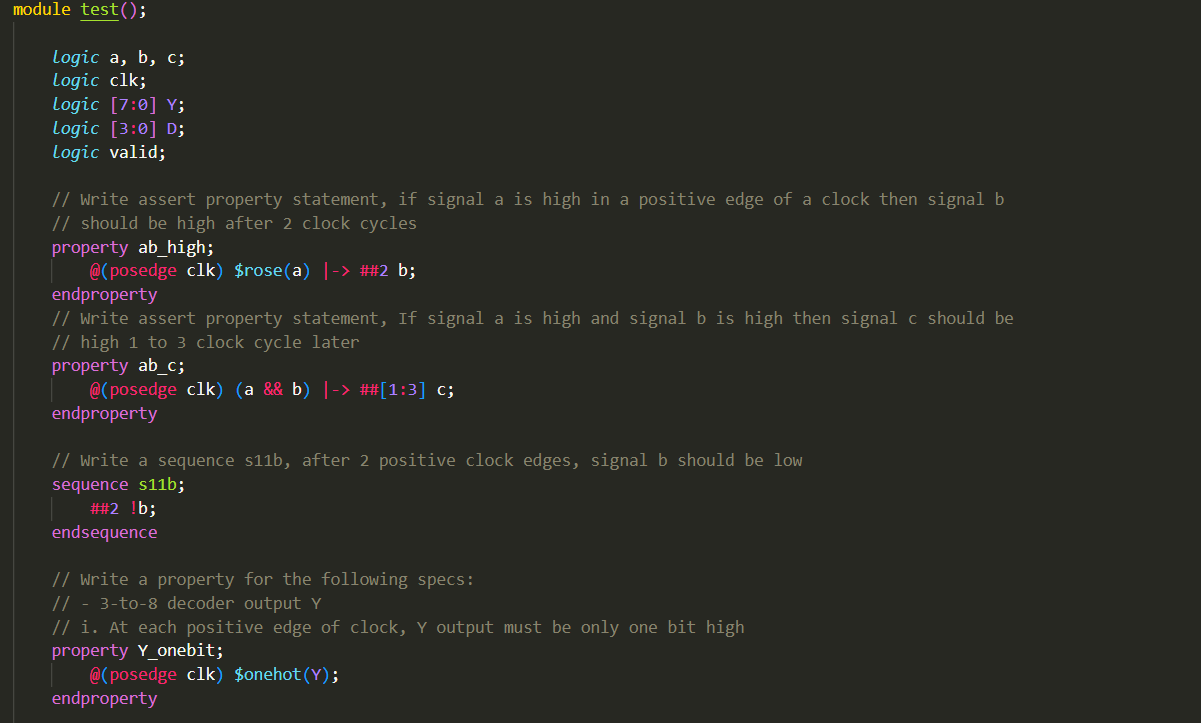 module test();
logic a, b, c;
logic clk;
logic [7:0] Y;
logic [3:0] D;
logic valid;
// Write assert property statement, if signal a is high in a positive edge of a clock then signal b
// should be high after 2 clock cycles
property ab_high;
@(posedge clk) $rose(a) |-> ##2 b;
endproperty
// Write assert property statement, If signal a is high and signal b is high then signal c should be
// high 1 to 3 clock cycle later
property ab_c;
@(posedge clk) (a && b) |-> ##[1:3] c;
endproperty
// Write a sequence s11b, after 2 positive clock edges, signal b should be low
sequence s11b;
##2 !b;
endsequence
// Write a property for the following specs:
// - 3-to-8 decoder output Y
// i. At each positive edge of clock, Y output must be only one bit high
property Y_onebit;
@(posedge clk) $onehot(Y);
endproperty